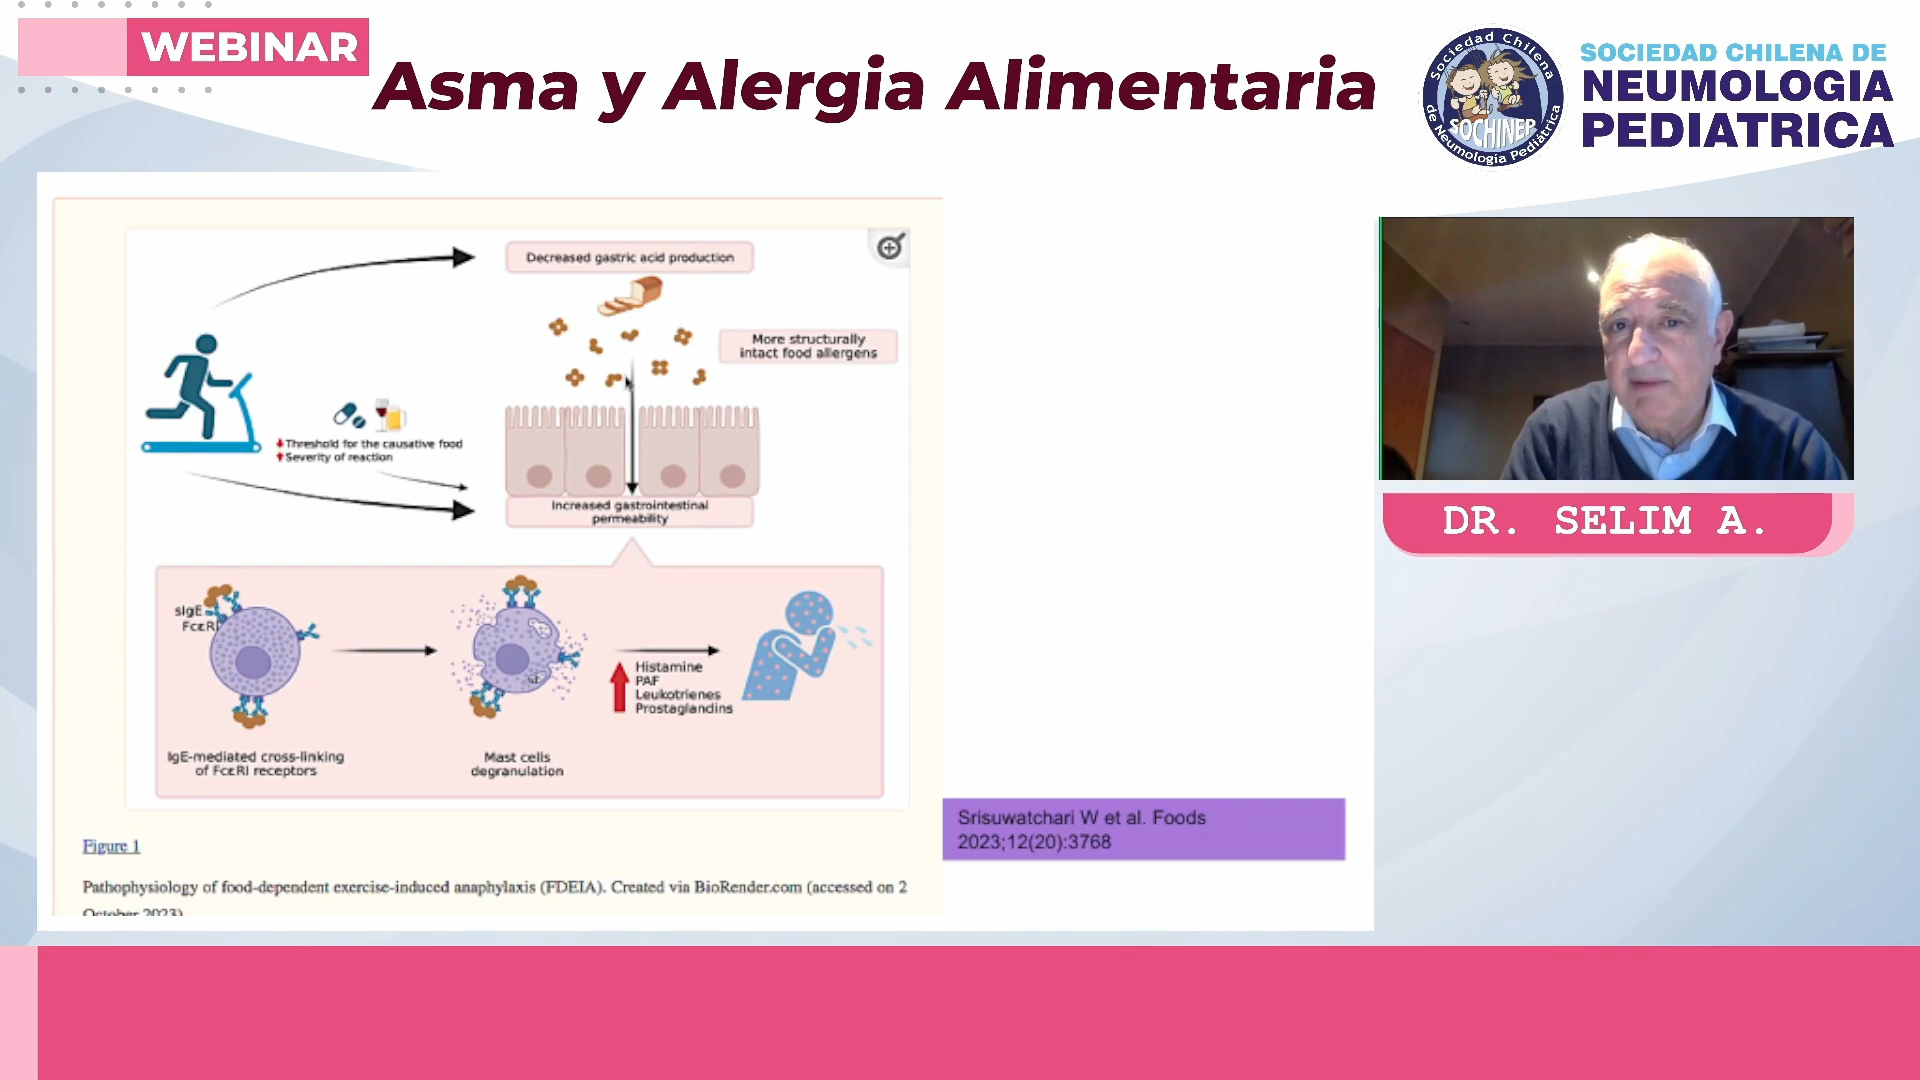 WEBINAR
Asma y Alergia Alimentaria
Sociedad Chilena
de Neumología Pediátrica
SOCHINEP
SOCIEDAD CHILENA DE
NEUMOLOGIA
PEDIATRICA
Decreased gastric acid production
More structurally
intact food allergens
Threshold for the causative food
Severity of reaction
Increased gastrointestinal
permeability
sIgE
FcεRI
Histamine
PAF
Leukotrienes
Prostaglandins
IgE-mediated cross-linking
of FcεRI receptors
Mast cells
degranulation
Figure 1
Pathophysiology of food-dependent exercise-induced anaphylaxis (FDEIA). Created via BioRender.com (accessed on 2
October 2023)
Srisuwatchari W et al. Foods
2023;12(20):3768
DR. SELIM A.